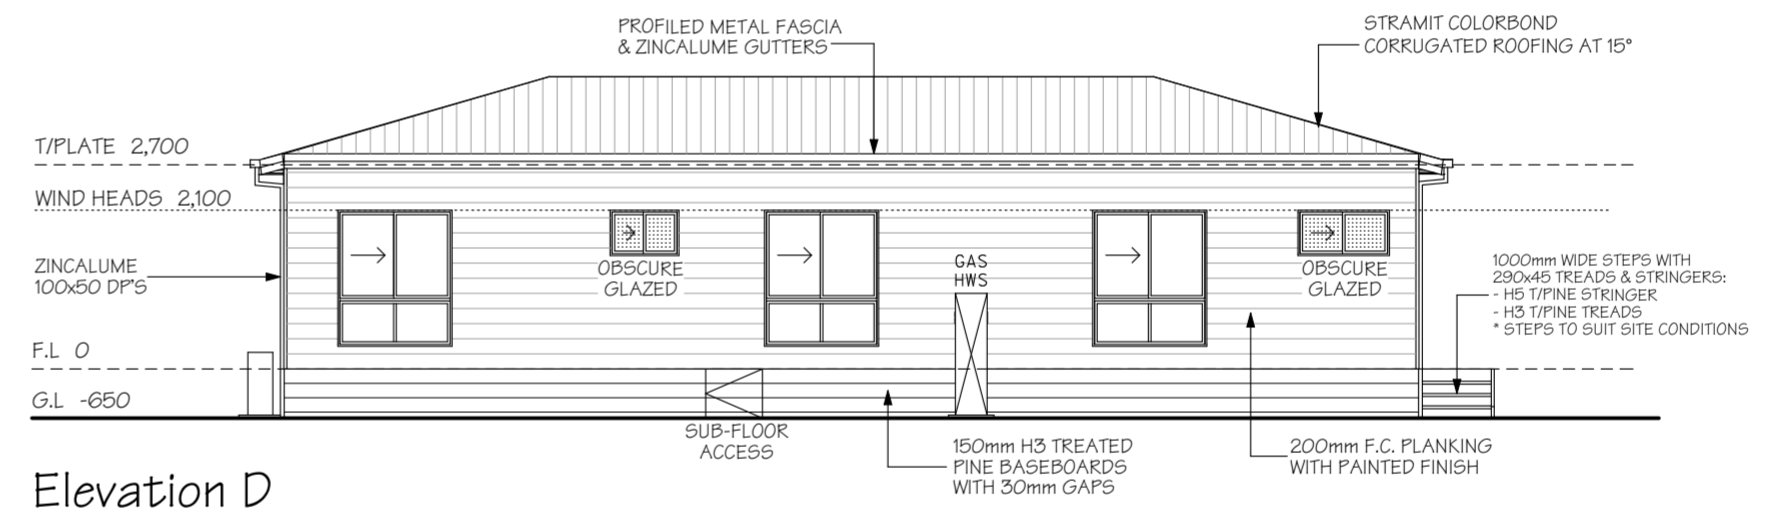 PROFILED METAL FASCIA
& ZINCALUME GUTTERS
STRAMIT COLORBOND
CORRUGATED ROOFING AT 15°
T/PLATE 2,700
WIND HEADS 2,100
ZINCALUME
100x50 DP'S
F.L 0
G.L -650
OBSCURE
GLAZED
GAS
HWS
OBSCURE
GLAZED
1000mm WIDE STEPS WITH
290x45 TREADS & STRINGERS:
- H5 T/PINE STRINGER
- H3 T/PINE TREADS
* STEPS TO SUIT SITE CONDITIONS
SUB-FLOOR
ACCESS
150mm H3 TREATED
PINE BASEBOARDS
WITH 30mm GAPS
200mm F.C. PLANKING
WITH PAINTED FINISH
Elevation D